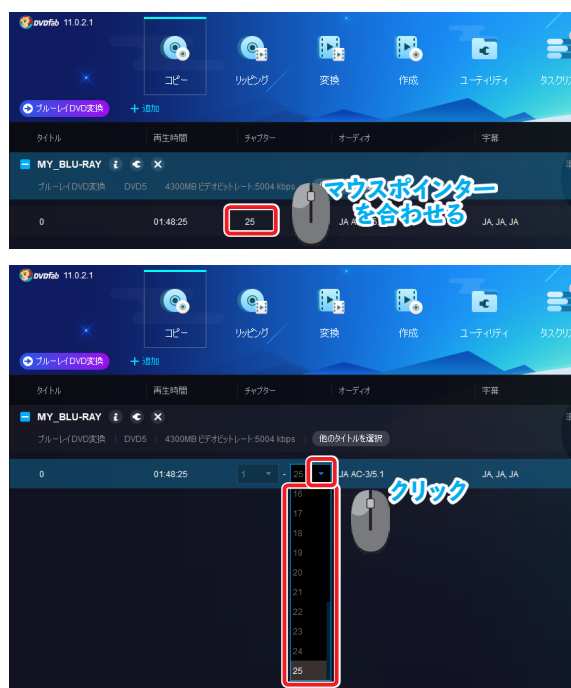 DVDFab 11.0.2.1
コピー リッピング 変換 作成 ユーティリティ
ブルーレイDVD変換 + 追加
タイトル 再生時間 チャプター オーディオ 字幕
MY_BLU-RAY
ブルーレイDVD変換 DVD5 4300MB ビデオビットレート:5004 kbps
マウスポインター
を合わせる
0 01:48:25 25 JA JA, JA, JA
DVDFab 11.0.2.1
コピー リッピング 変換 作成 ユーティリティ
ブルーレイDVD変換 + 追加
タイトル 再生時間 チャプター オーディオ 字幕
MY_BLU-RAY
ブルーレイDVD変換 DVD5 4300MB ビデオビットレート:5004 kbps 他のタイトルを選択
0 01:48:25 1 - 25 JA AC-3/5.1 JA, JA, JA
クリック
16
17
18
19
20
21
22
23
24
25